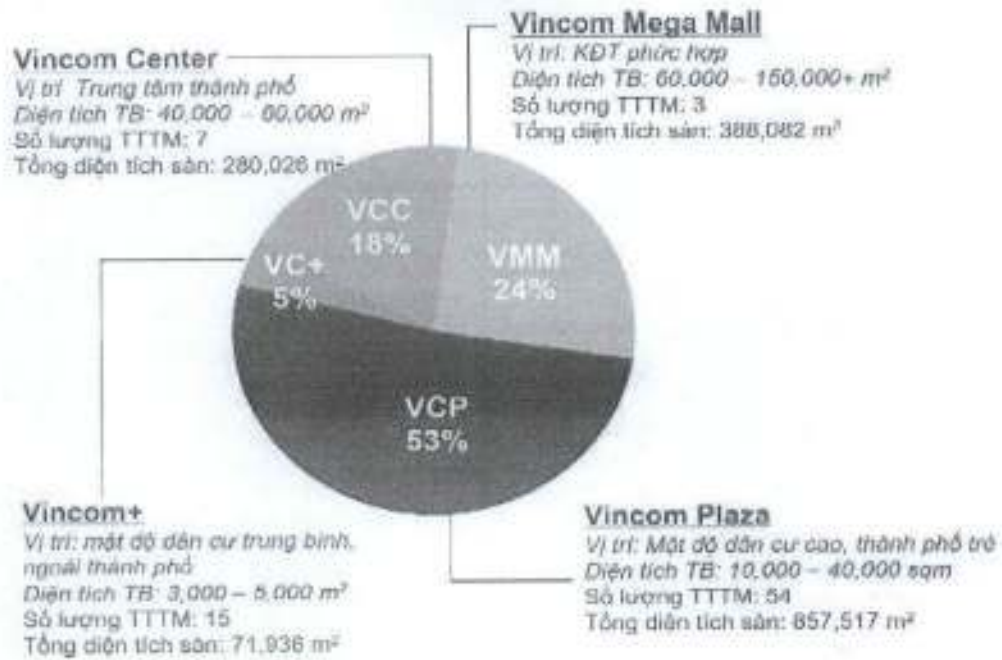 Vincom Center
Vị trí Trung tâm thành phố
Diện tích TB: 40,000 – 60,000 m²
Số lượng TTTM: 7
Tổng diện tích sàn: 280,026 m²
Vincom Mega Mall
Vị trí: KĐT phức hợp
Diện tích TB: 60.000 – 150,000+ m²
Số lượng TTTM: 3
Tổng diện tích sàn: 388,082 m²
VCC
18%
VMM
24%
VC+
5%
VCP
53%
Vincom+
Vị trí: mật độ dân cư trung bình,
ngoài thành phố
Diện tích TB: 3,000 – 5,000 m²
Số lượng TTTM: 15
Tổng diện tích sàn: 71,936 m²
Vincom Plaza
Vị trí: Mật độ dân cư cao, thành phố trẻ
Diện tích TB: 10,000 – 40,000 sqm
Số lượng TTTM: 54
Tổng diện tích sàn: 857,517 m²